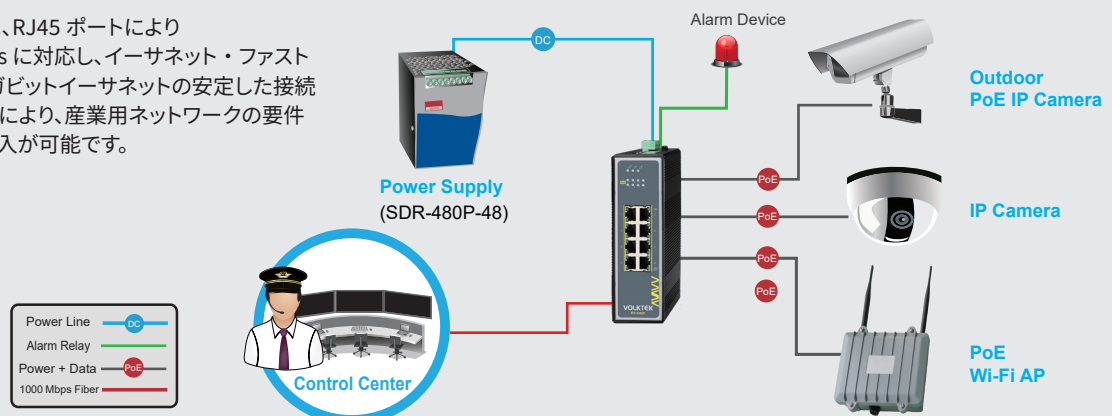 、RJ45 ポートにより
s に対応し、イーサネット・ファスト
ガビットイーサネットの安定した接続
により、産業用ネットワークの要件
入が可能です。
Alarm Device
DC
Outdoor
PoE IP Camera
Power Supply
(SDR-480P-48)
PoE
PoE
IP Camera
PoE
PoE
VOLKTEK
PoE
Wi-Fi AP
Control Center
Power Line DC
Alarm Relay
Power + Data PoE
1000 Mbps Fiber